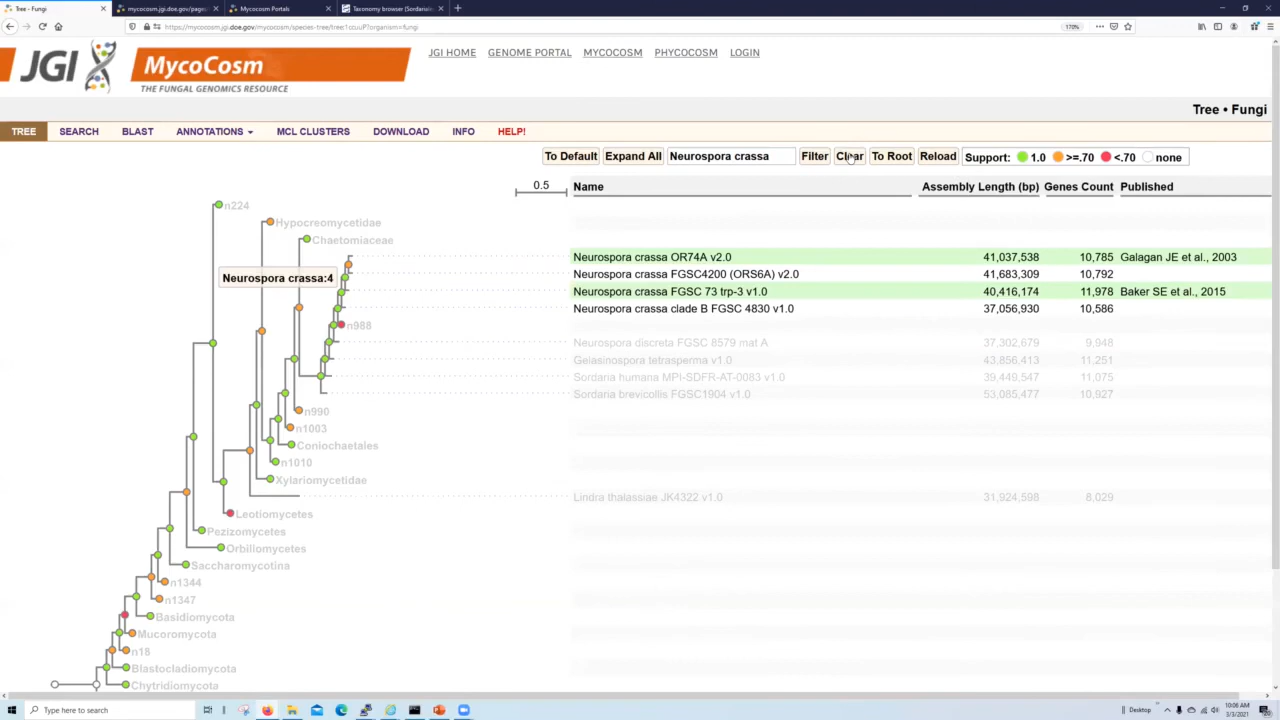 Tree - Fungi
mycocosm.jgi.doe.gov/pages/
Mycocosm Portals
Taxonomy browser (Sordariom
https://mycocosm.jgi.doe.gov/mycocosm/species-tree/tree;1ctuuP?organism=fungi
170%
JGI
MycoCosm
THE FUNGAL GENOMICS RESOURCE
JGI HOME GENOME PORTAL MYCOCOSM PHYCOCOSM LOGIN
Tree • Fungi
TREE SEARCH BLAST ANNOTATIONS MCL CLUSTERS DOWNLOAD INFO HELP!
To Default Expand All Neurospora crassa Filter Clear To Root Reload Support: 1.0 >=.70 <.70 none
0.5 Name Assembly Length (bp) Genes Count Published
n224
Hypocreomycetidae
Chaetomiaceae
Neurospora crassa OR74A v2.0 41,037,538 10,785 Galagan JE et al., 2003
Neurospora crassa:4 Neurospora crassa FGSC4200 (ORS6A) v2.0 41,683,309 10,792
Neurospora crassa FGSC 73 trp-3 v1.0 40,416,174 11,978 Baker SE et al., 2015
Neurospora crassa clade B FGSC 4830 v1.0 37,056,930 10,586
n988
Neurospora discreta FGSC 8579 mat A 37,302,679 9,948
Gelasinospora tetrasperma v1.0 43,856,413 11,251
Sordaria humana MPI-SDFR-AT-0083 v1.0 39,449,547 11,075
Sordaria brevicollis FGSC1904 v1.0 53,085,477 10,927
n990
n1003
Coniochaetales
n1010
Xylariomycetidae
Lindra thalassiae JK4322 v1.0 31,924,598 8,029
Leotiomycetes
Pezizomycetes
Orbiliomycetes
Saccharomycotina
n1344
n1347
Basidiomycota
Mucoromycota
n18
Blastocladiomycota
Chytridiomycota
Type here to search
Desktop
10:06 AM
5/3/2021